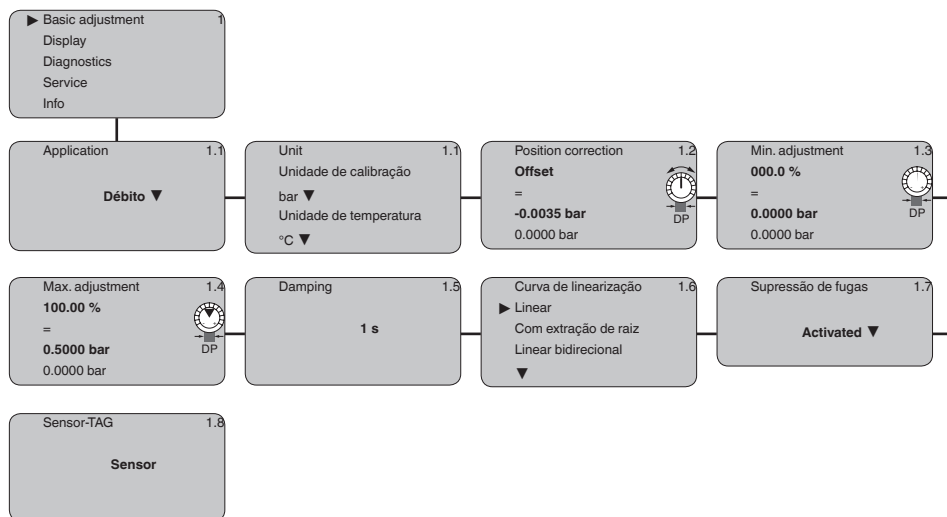 ▶ Basic adjustment 1
Display
Diagnostics
Service
Info
Application 1.1
Débito ▼
Unit 1.1
Unidade de calibração
bar ▼
Unidade de temperatura
°C ▼
Position correction 1.2
Offset
=
-0.0035 bar
0.0000 bar
DP
Min. adjustment 1.3
000.0 %
=
0.0000 bar
0.0000 bar
DP
Max. adjustment 1.4
100.00 %
=
0.5000 bar
0.0000 bar
DP
Damping 1.5
1 s
Curva de linearização 1.6
▶ Linear
Com extração de raiz
Linear bidirecional
▼
Supressão de fugas 1.7
Activated ▼
Sensor-TAG 1.8
Sensor